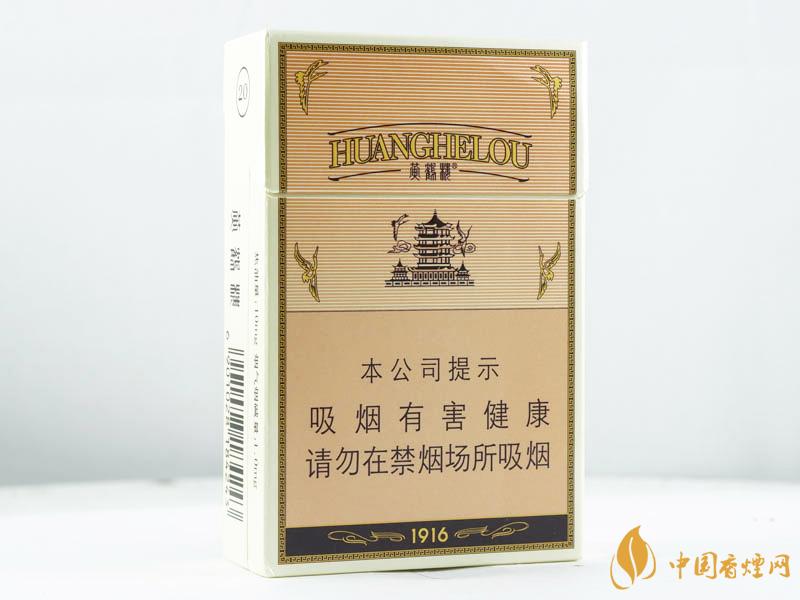 HUANGHELOU
黄鹤楼®
本公司提示
吸烟有害健康
请勿在禁烟场所吸烟
1916
20
中国香烟网